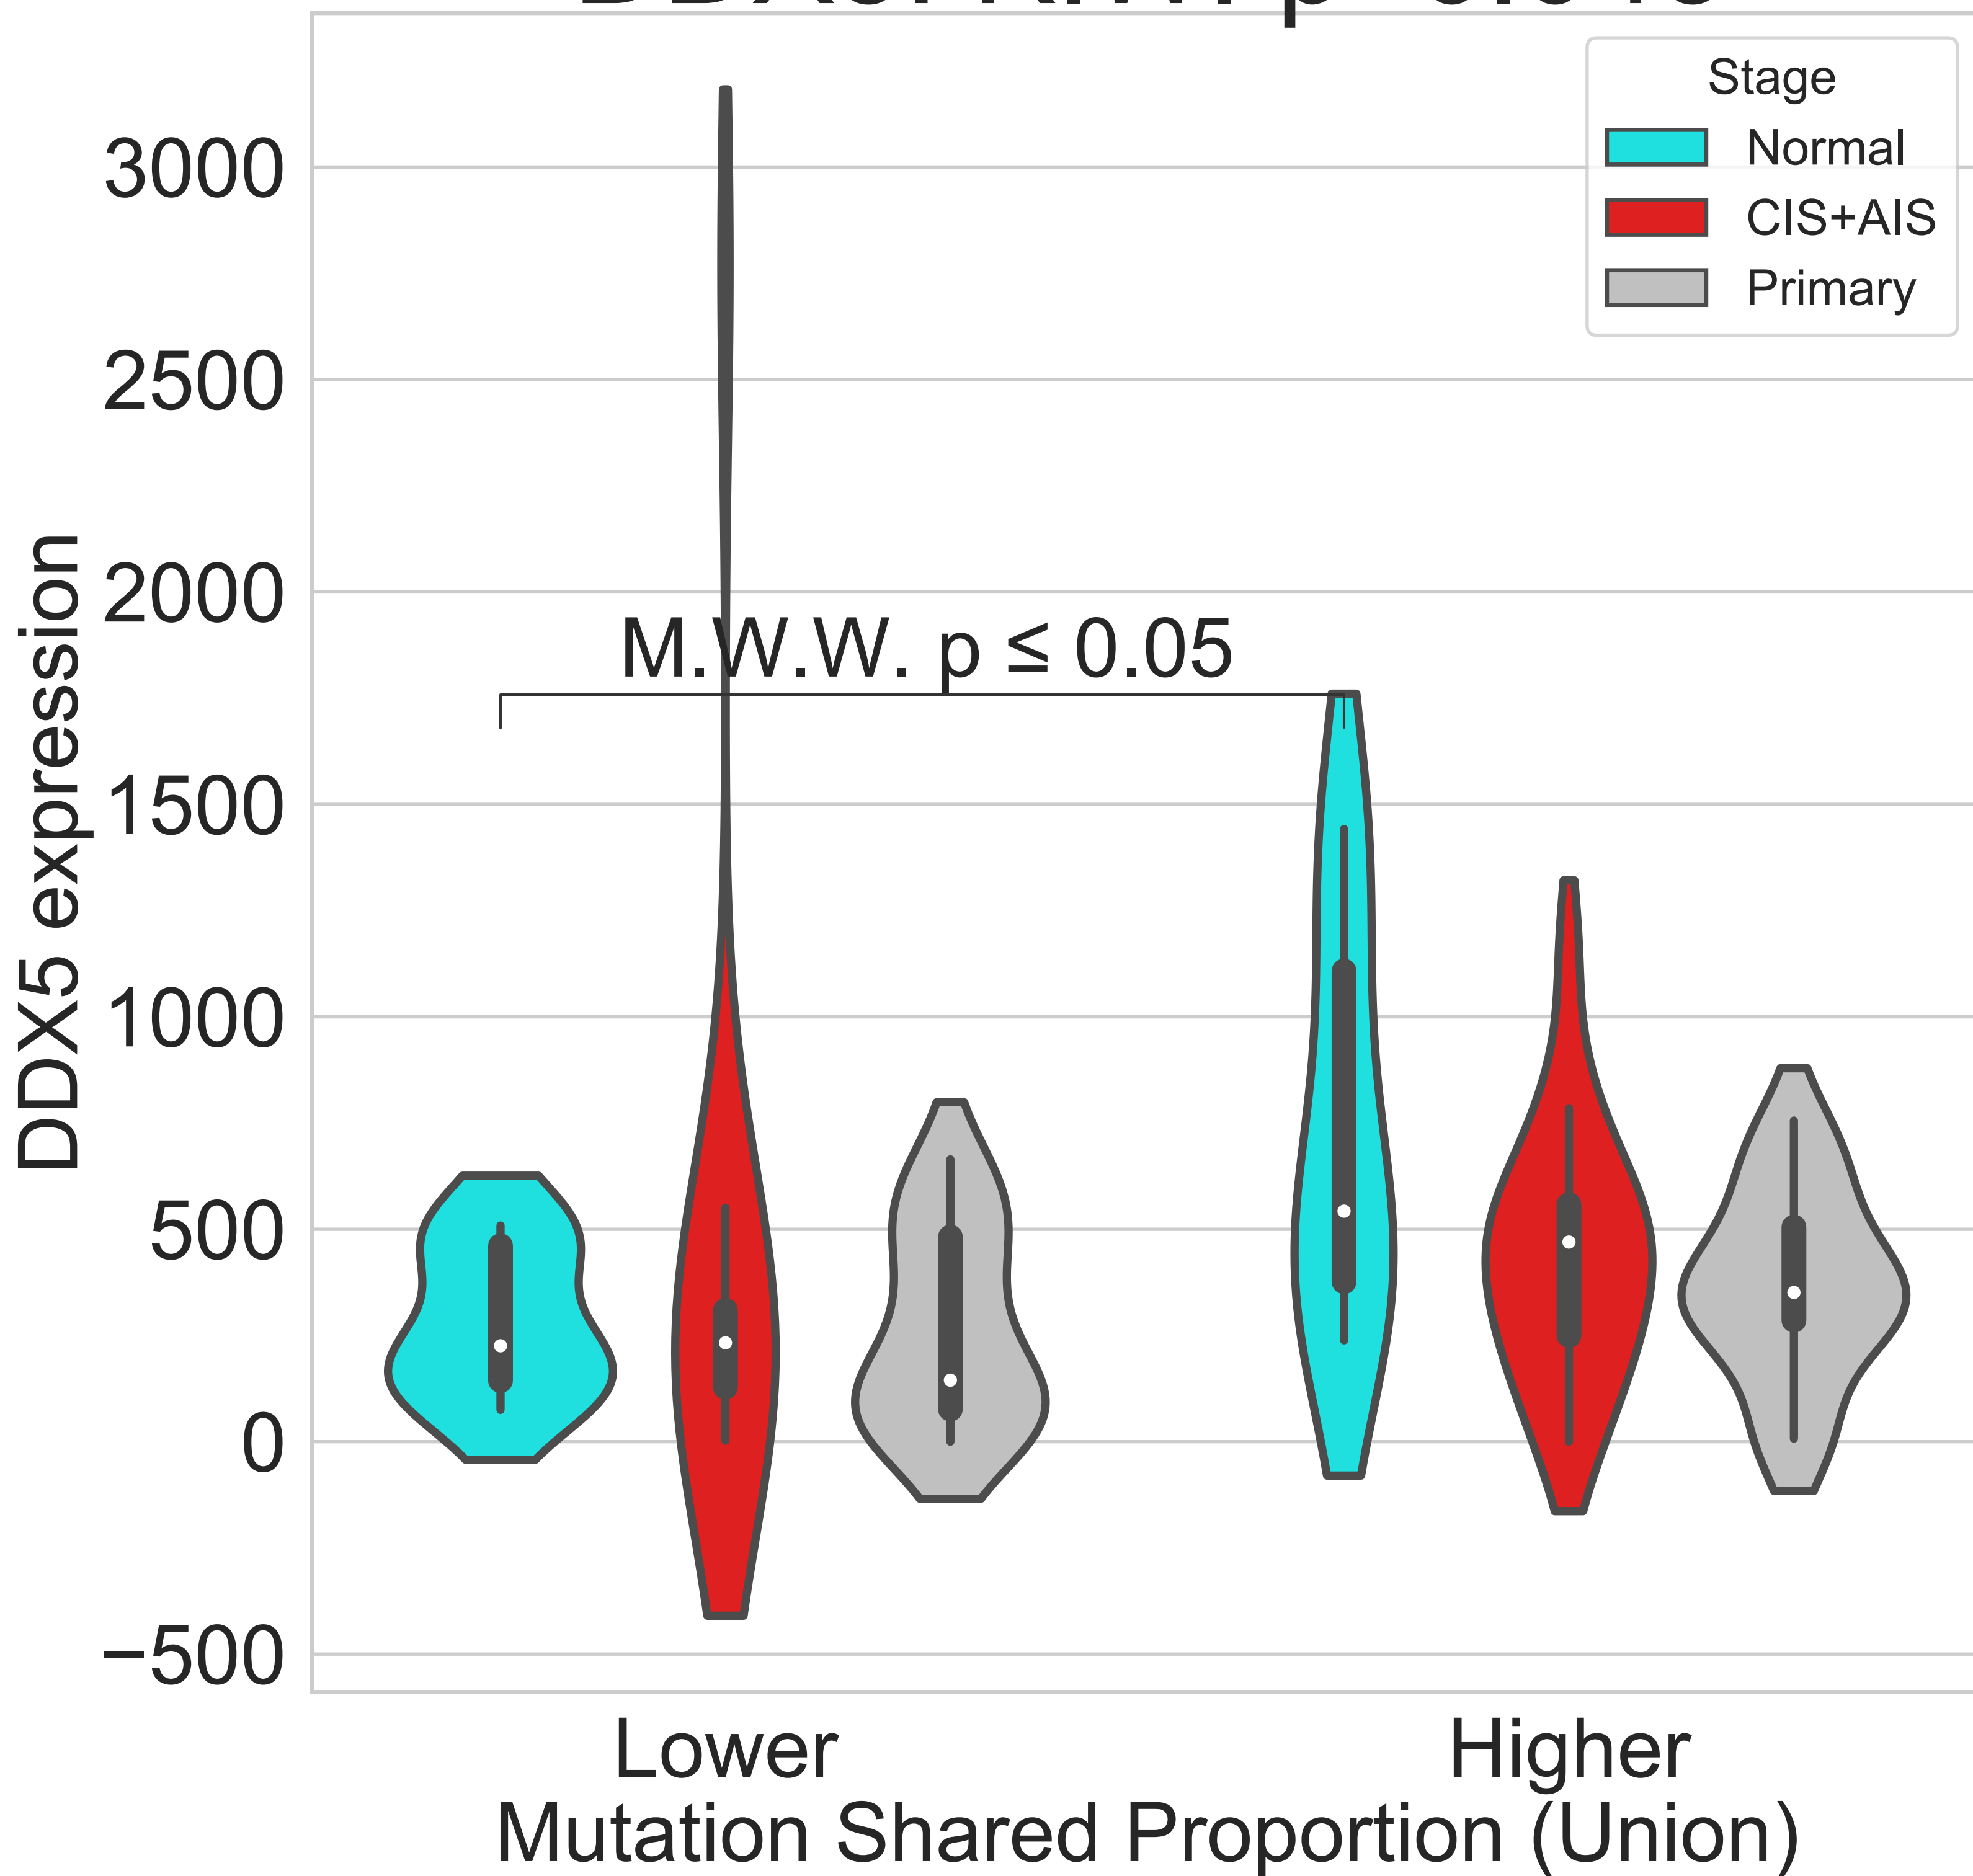 Stage
Normal
CIS+AIS
Primary
3000
2500
2000
1500
1000
500
0
−500
DDX5 expression
M.W.W. p ≤ 0.05
Lower
Higher
Mutation Shared Proportion (Union)